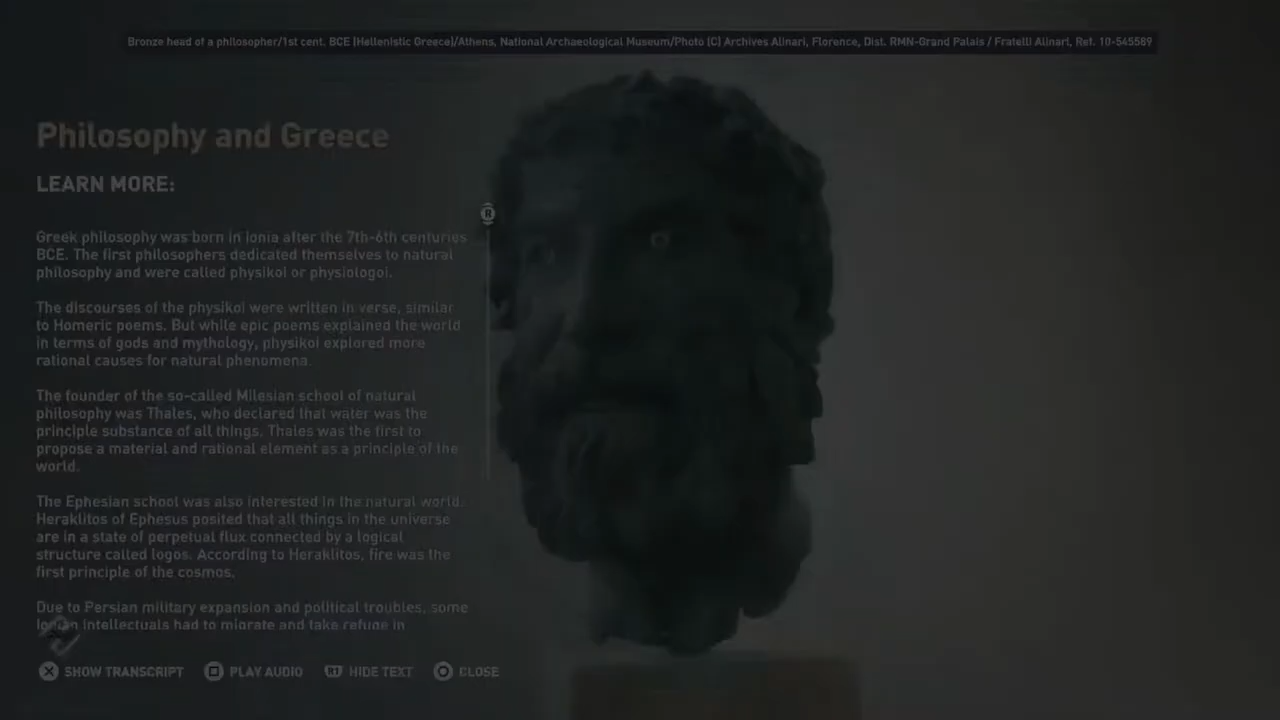 Bronze head of a philosopher/1st cent. BCE (Hellenistic Greece)/Athens, National Archaeological Museum/Photo (C) Archives Alinari, Florence, Dist. RMN-Grand Palais / Fratelli Alinari, Ref. 10-545589
Philosophy and Greece
LEARN MORE:
R
Greek philosophy was born in Ionia after the 7th-6th centuries
BCE. The first philosophers dedicated themselves to natural
philosophy and were called physikoi or physiologoi.
The discourses of the physikoi were written in verse, similar
to Homeric poems. But while epic poems explained the world
in terms of gods and mythology, physikoi explored more
rational causes for natural phenomena.
The founder of the so-called Milesian school of natural
philosophy was Thales, who declared that water was the
principle substance of all things. Thales was the first to
propose a material and rational element as a principle of the
world.
The Ephesian school was also interested in the natural world.
Heraklitos of Ephesus posited that all things in the universe
are in a state of perpetual flux connected by a logical
structure called logos. According to Heraklitos, fire was the
first principle of the cosmos.
Due to Persian military expansion and political troubles, some
Ionian intellectuals had to migrate and take refuge in
SHOW TRANSCRIPT PLAY AUDIO R1 HIDE TEXT CLOSE